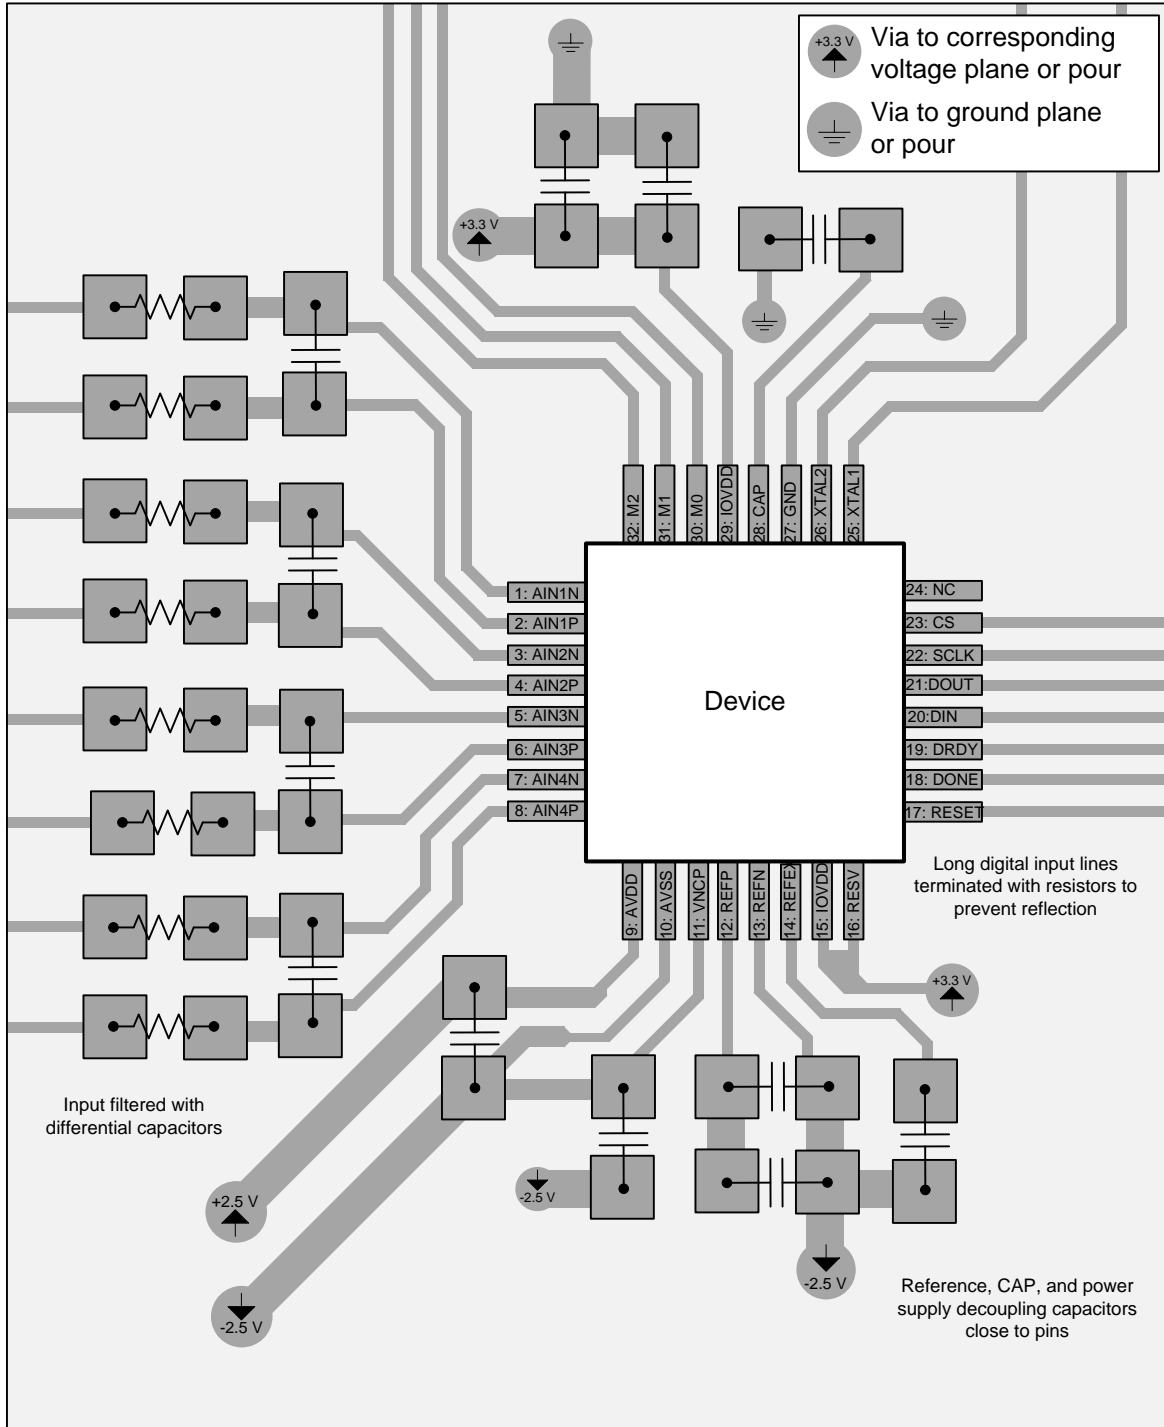 +3.3 V
Via to corresponding
voltage plane or pour
Via to ground plane
or pour
+3.3 V
32: M2
31: M1
30: M0
29: IOVDD
28: CAP
27: GND
26: XTAL2
25: XTAL1
1: AIN1N
2: AIN1P
3: AIN2N
4: AIN2P
5: AIN3N
6: AIN3P
7: AIN4N
8: AIN4P
Device
24: NC
23: CS
22: SCLK
21:DOUT
20:DIN
19: DRDY
18: DONE
17: RESET
9: AVDD
10: AVSS
11: VNCP
12: REFP
13: REFN
14: REFEX
15: IOVDD
16: RESV
Long digital input lines
terminated with resistors to
prevent reflection
+3.3 V
Input filtered with
differential capacitors
+2.5 V
-2.5 V
-2.5 V
-2.5 V
Reference, CAP, and power
supply decoupling capacitors
close to pins